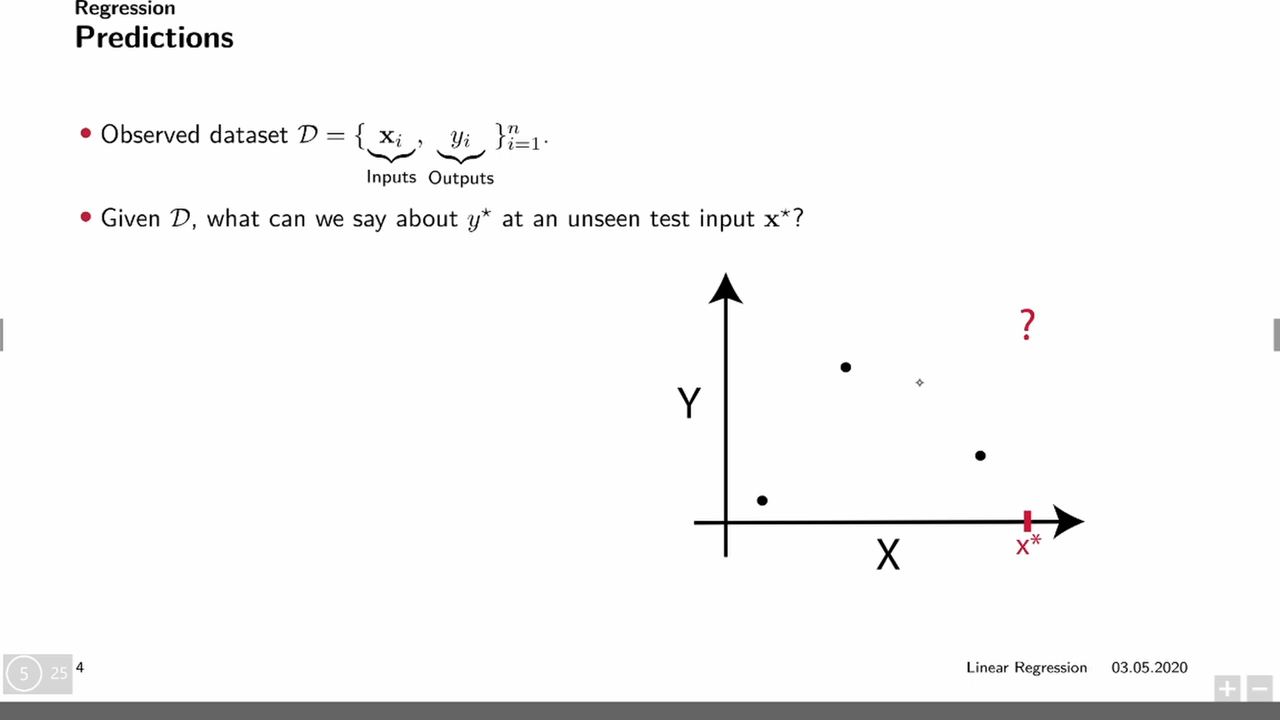 Regression
Predictions
• Observed dataset 𝒟 = { xᵢ , yᵢ }ⁿᵢ₌₁.
Inputs Outputs
• Given 𝒟, what can we say about y⋆ at an unseen test input x⋆?
?
Y
x*
X
5 25 4
Linear Regression 03.05.2020